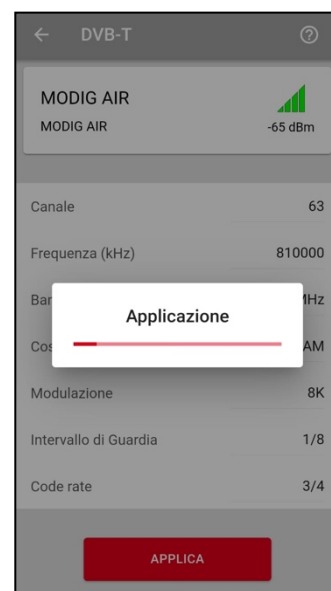 DVB-T
MODIG AIR
MODIG AIR -65 dBm
Canale 63
Frequenza (kHz) 810000
Applicazione
Modulazione 8K
Intervallo di Guardia 1/8
Code rate 3/4
APPLICA